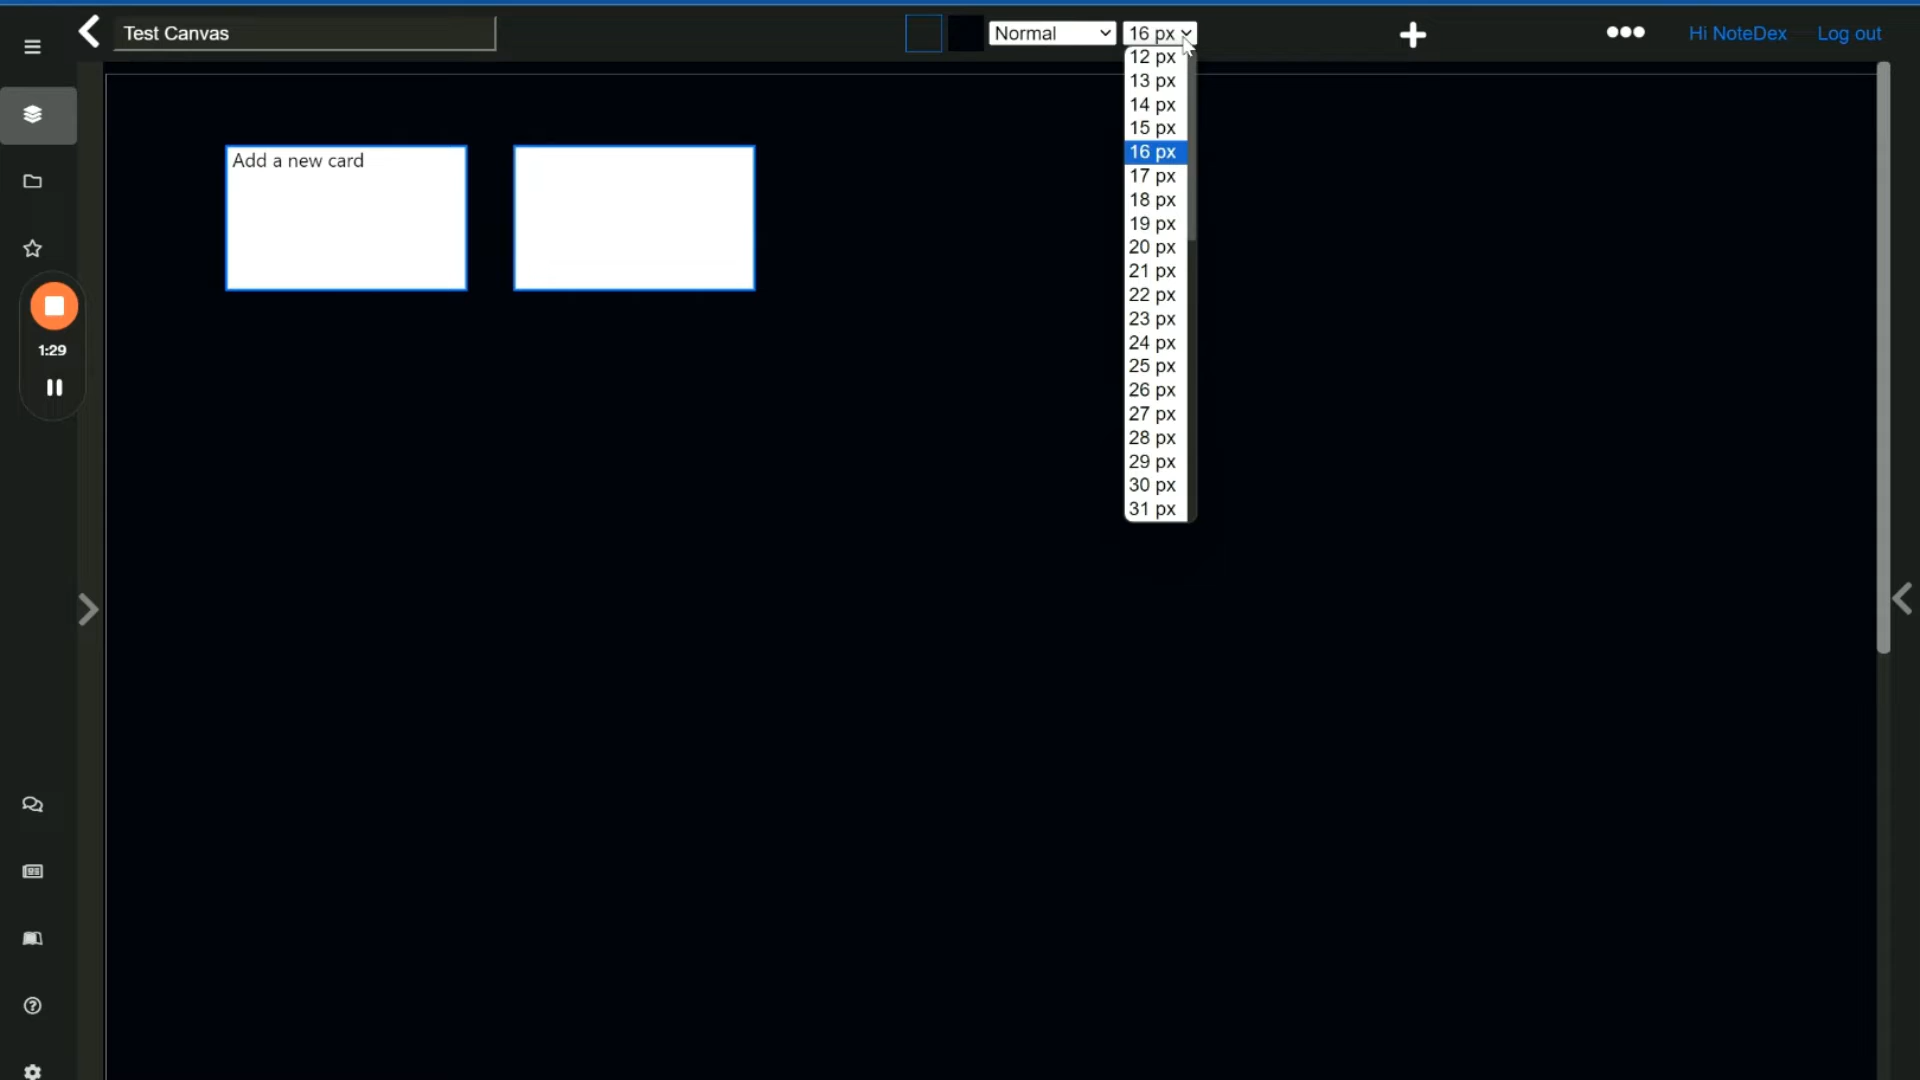 Test Canvas
Normal
16 px
Hi NoteDex
Log out
12 px
13 px
14 px
15 px
16 px
17 px
18 px
19 px
20 px
21 px
22 px
23 px
24 px
25 px
26 px
27 px
28 px
29 px
30 px
31 px
Add a new card
1:29